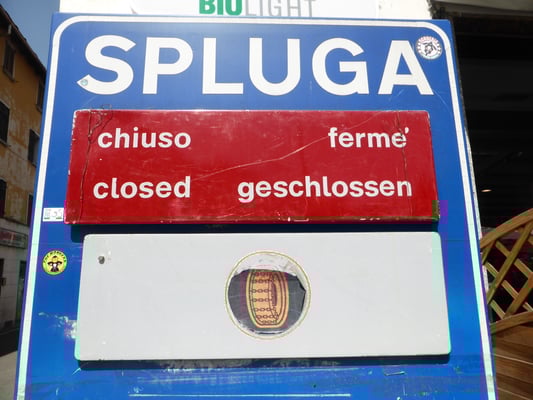 BIOLIGHT
SPLUGA
chiuso ferme'
closed geschlossen